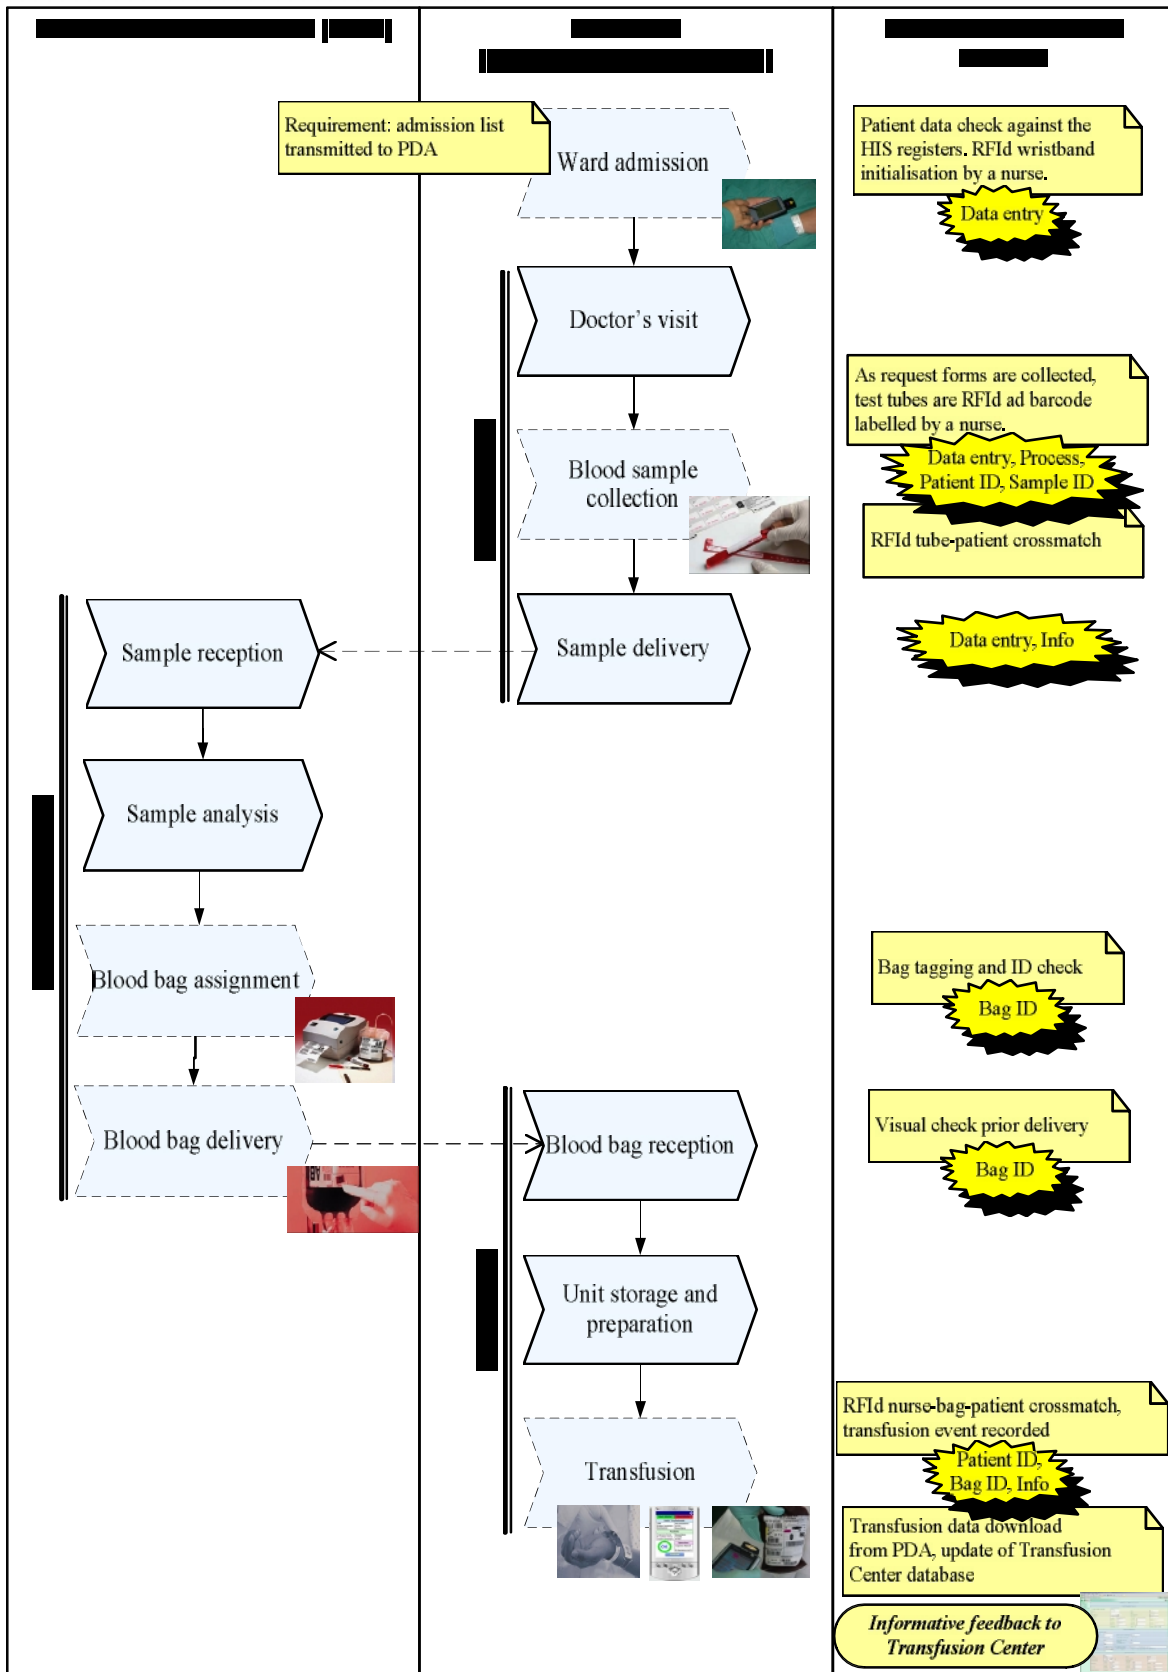 Requirement: admission list
transmitted to PDA
Ward admission
Patient data check against the
HIS registers. RFId wristband
initialisation by a nurse.
Data entry
Doctor's visit
As request forms are collected,
test tubes are RFId ad barcode
labelled by a nurse.
Data entry, Process,
Patient ID, Sample ID
Blood sample
collection
RFId tube-patient crossmatch
Sample reception
Sample delivery
Data entry, Info
Sample analysis
Blood bag assignment
Bag tagging and ID check
Bag ID
Blood bag delivery
Blood bag reception
Visual check prior delivery
Bag ID
Unit storage and
preparation
RFId nurse-bag-patient crossmatch,
transfusion event recorded
Patient ID,
Bag ID, Info
Transfusion
Transfusion data download
from PDA, update of Transfusion
Center database
Informative feedback to
Transfusion Center